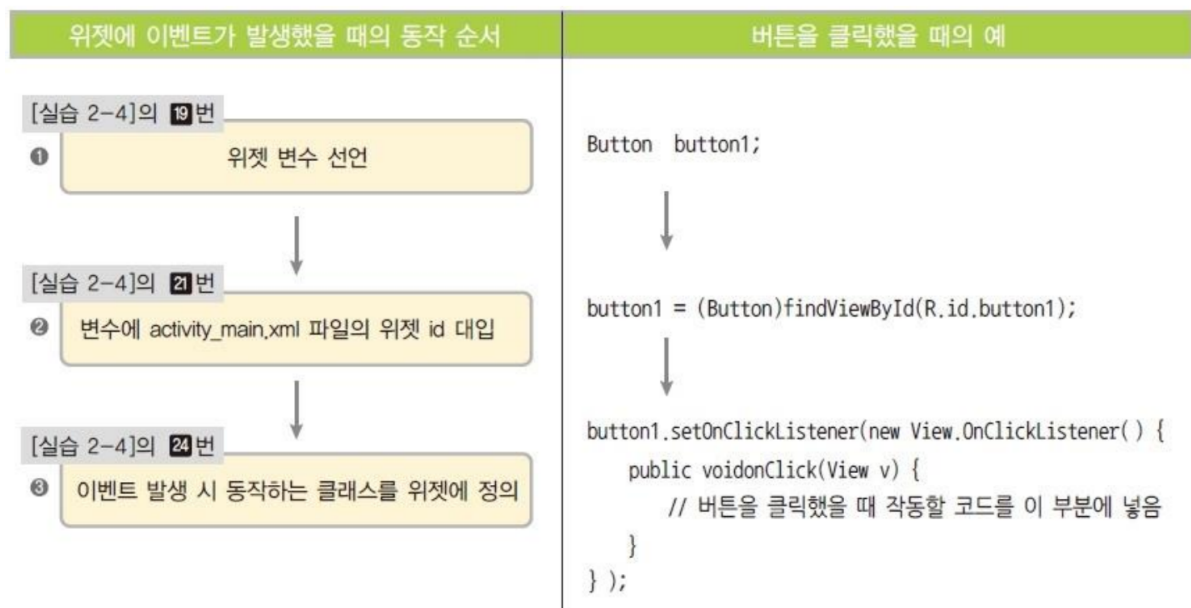 위젯에 이벤트가 발생했을 때의 동작 순서
버튼을 클릭했을 때의 예
[실습 2-4]의 19번
❶ 위젯 변수 선언
Button button1;
[실습 2-4]의 21번
❷ 변수에 activity_main.xml 파일의 위젯 id 대입
button1 = (Button)findViewById(R.id.button1);
[실습 2-4]의 24번
❸ 이벤트 발생 시 동작하는 클래스를 위젯에 정의
button1.setOnClickListener(new View.OnClickListener() {
public voidonClick(View v) {
// 버튼을 클릭했을 때 작동할 코드를 이 부분에 넣음
}
} );